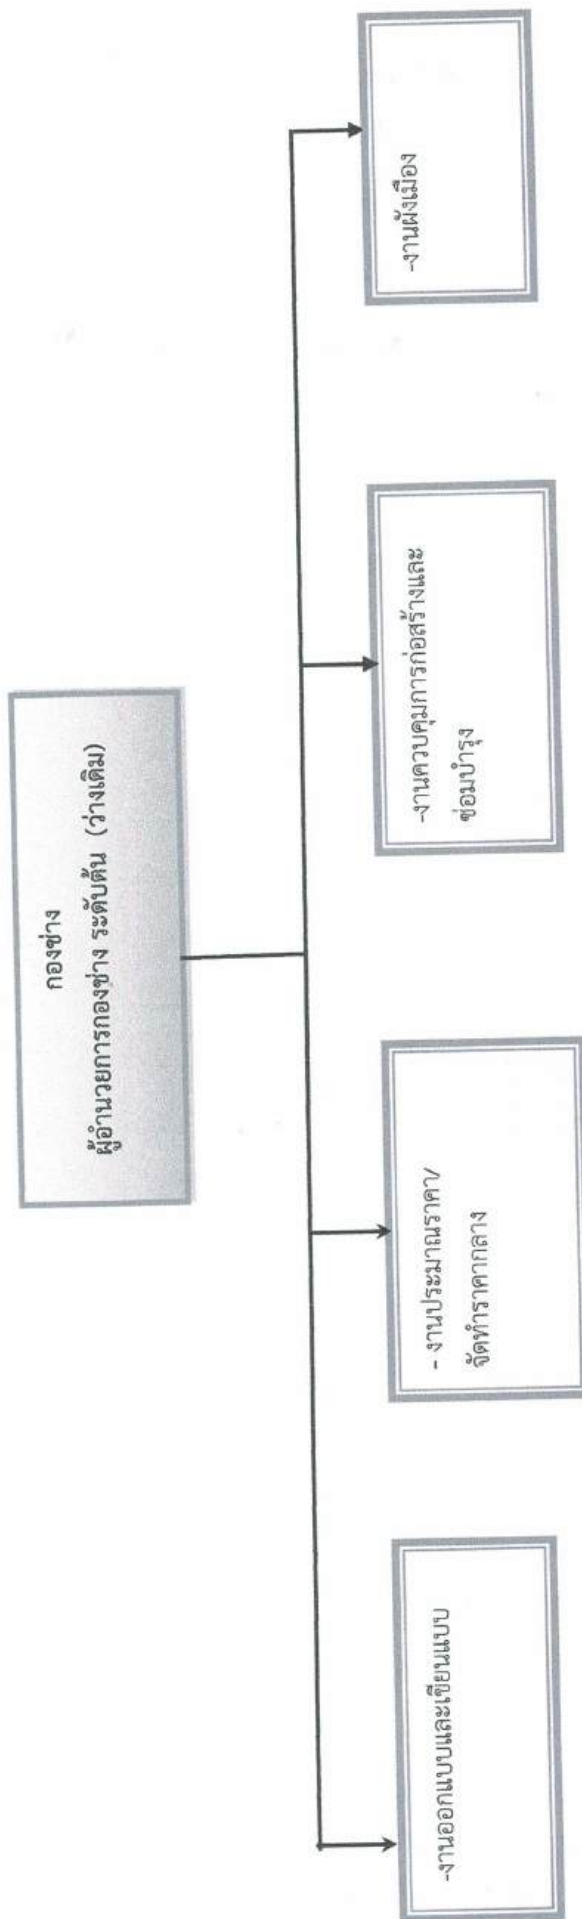 กองช่าง
ผู้อำนวยการกองช่าง ระดับต้น (ว่างเดิม)
-งานออกแบบและเขียนแบบ
- งานประมาณราคา/
จัดทำราคากลาง
-งานควบคุมการก่อสร้างและ
ซ่อมบำรุง
-งานผังเมือง